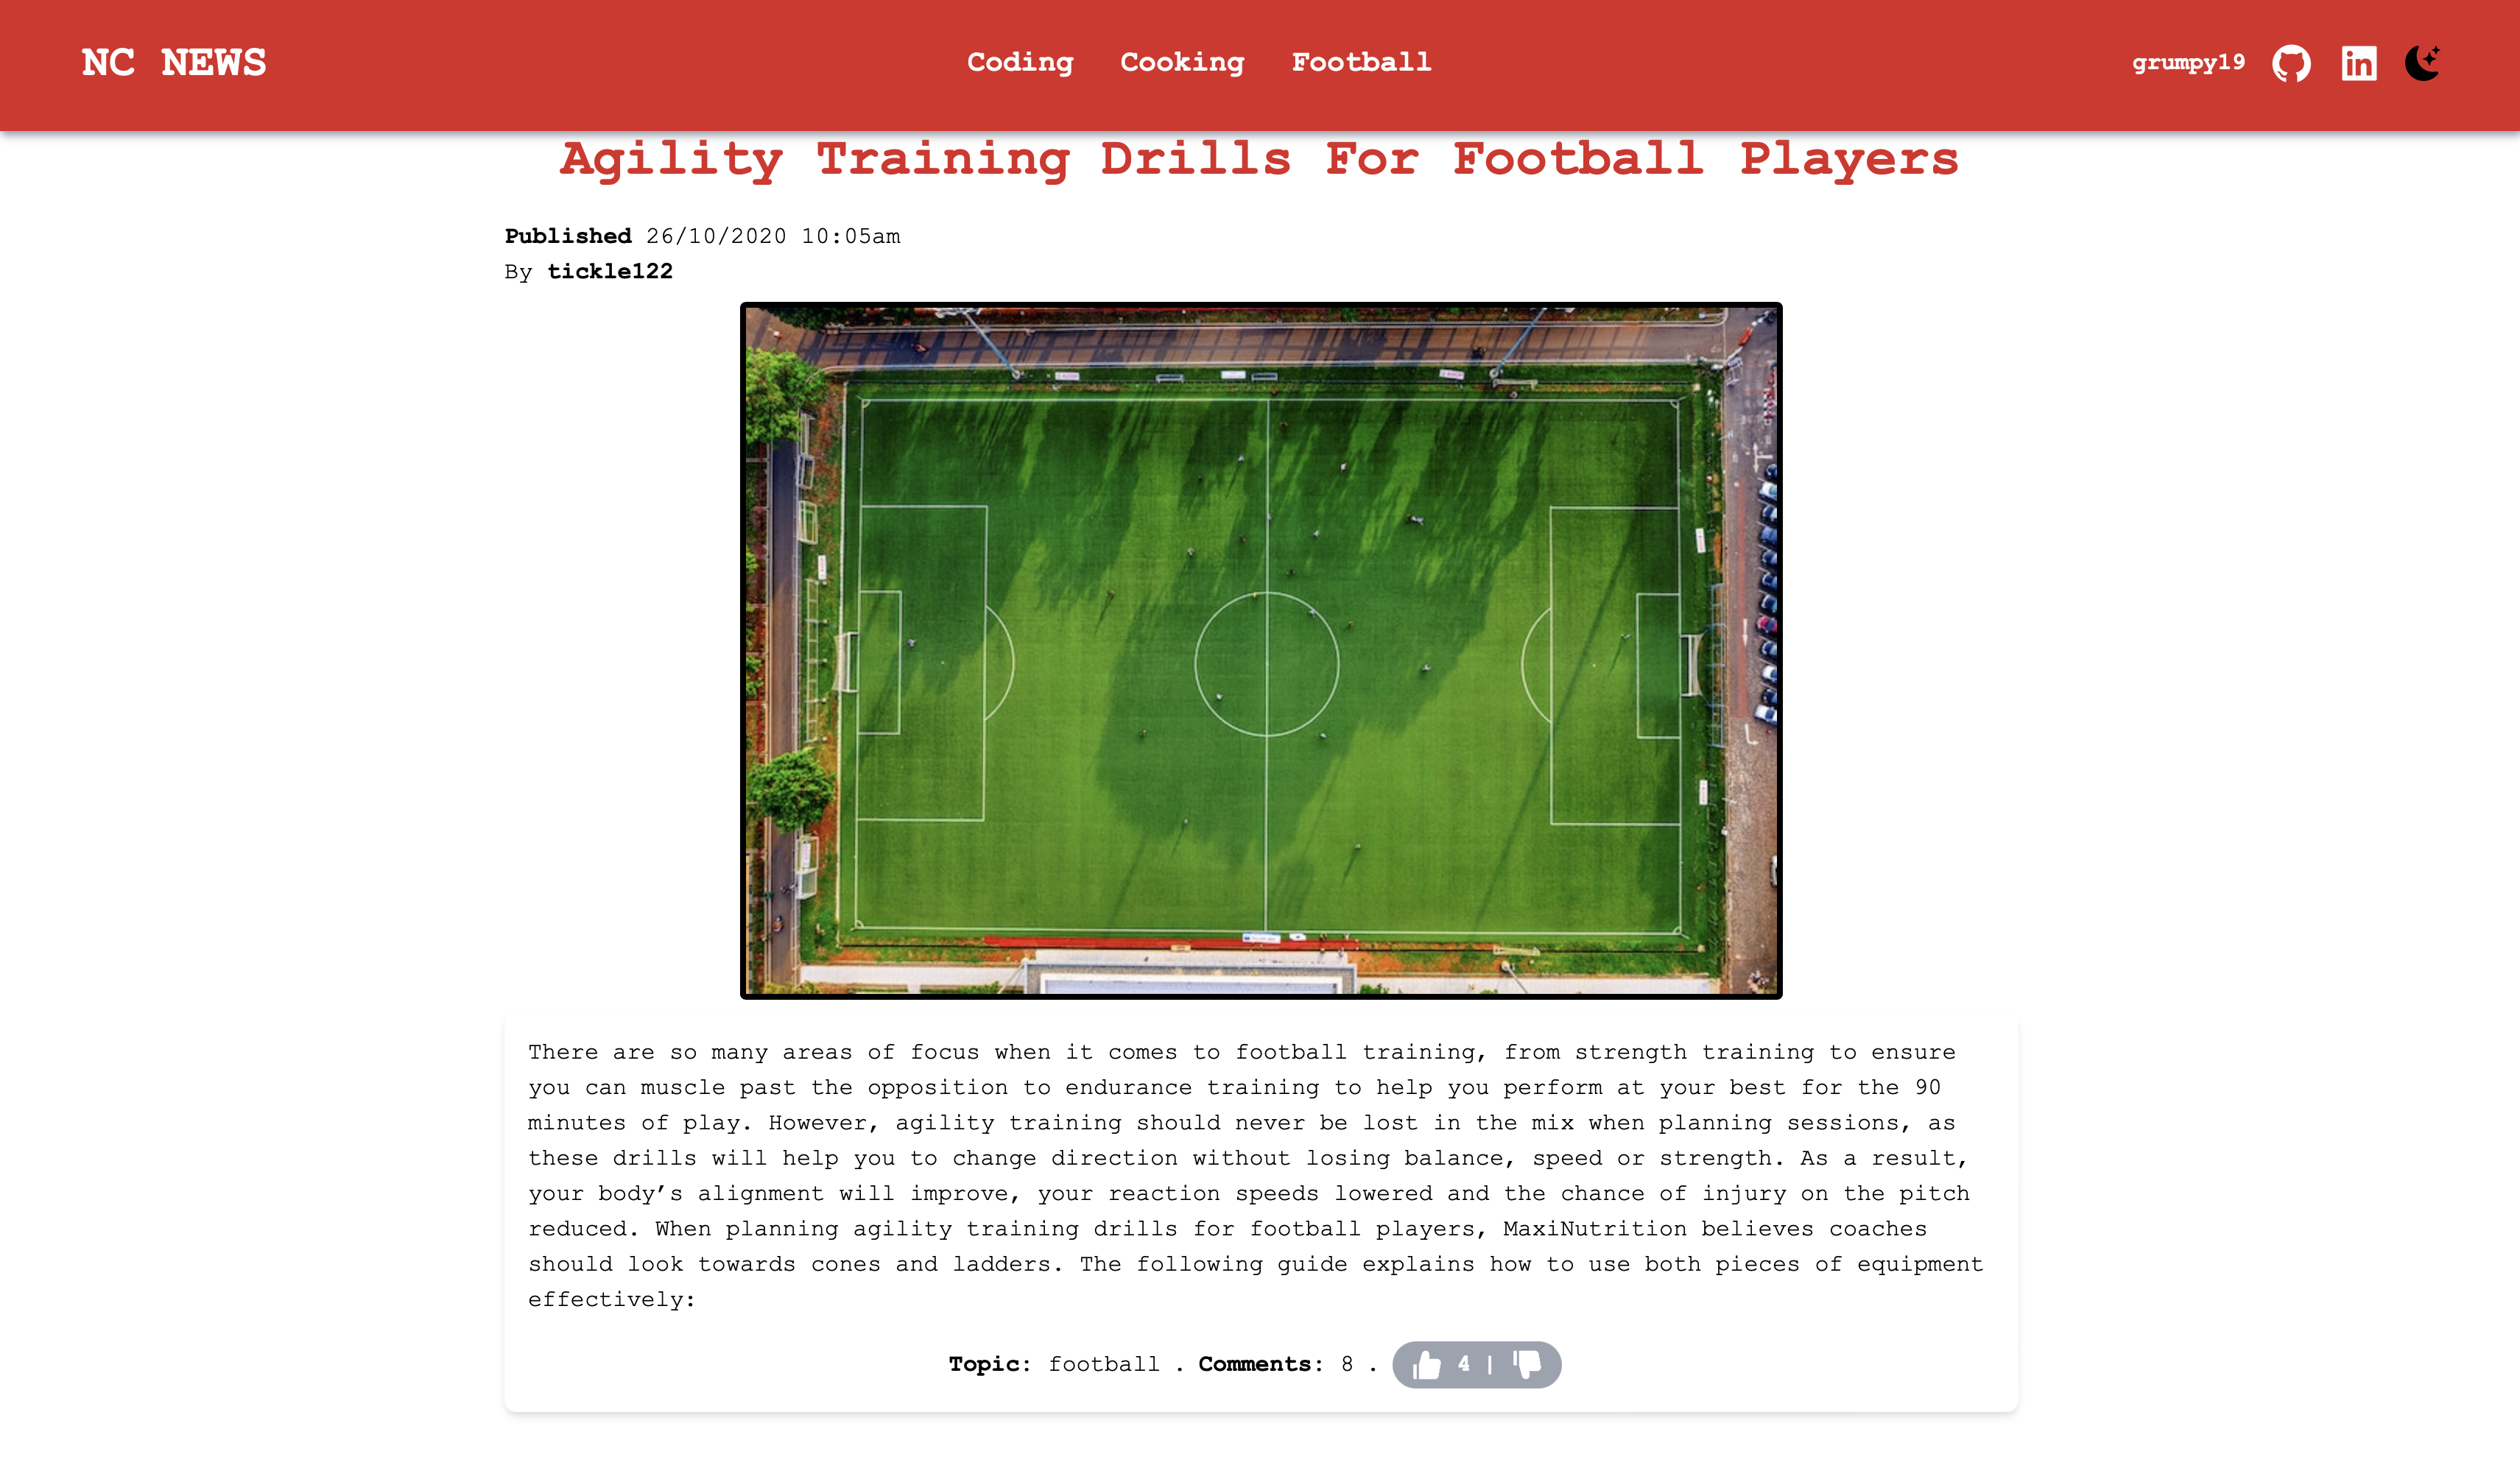 NC NEWS
Coding Cooking Football
grumpy19
Agility Training Drills For Football Players
Published 26/10/2020 10:05am
By tickle122
There are so many areas of focus when it comes to football training, from strength training to ensure
you can muscle past the opposition to endurance training to help you perform at your best for the 90
minutes of play. However, agility training should never be lost in the mix when planning sessions, as
these drills will help you to change direction without losing balance, speed or strength. As a result,
your body’s alignment will improve, your reaction speeds lowered and the chance of injury on the pitch
reduced. When planning agility training drills for football players, MaxiNutrition believes coaches
should look towards cones and ladders. The following guide explains how to use both pieces of equipment
effectively:
Topic: football . Comments: 8 . 4 |